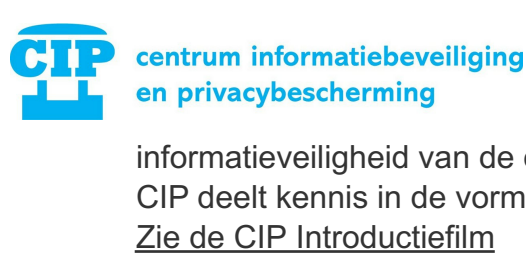 CIP centrum informatiebeveiliging
en privacybescherming
informatieveiligheid van de
CIP deelt kennis in de vorm
Zie de CIP Introductiefilm